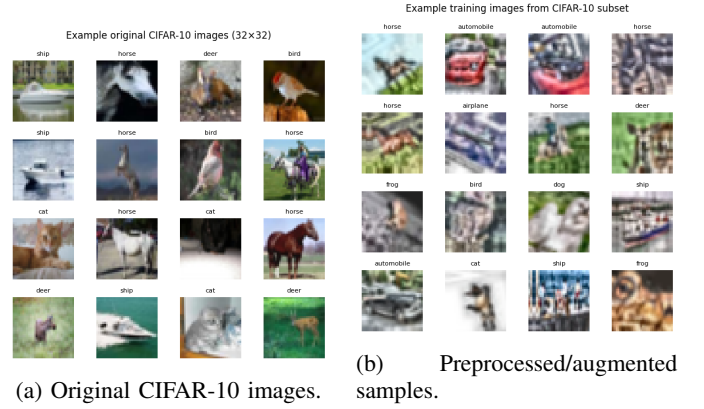 Example original CIFAR-10 images (32×32)
ship horse deer bird
ship horse bird horse
cat horse cat horse
deer ship cat deer
(a) Original CIFAR-10 images.
Example training images from CIFAR-10 subset
horse automobile automobile horse
horse airplane horse deer
frog bird dog ship
automobile cat ship frog
(b) Preprocessed/augmented
samples.